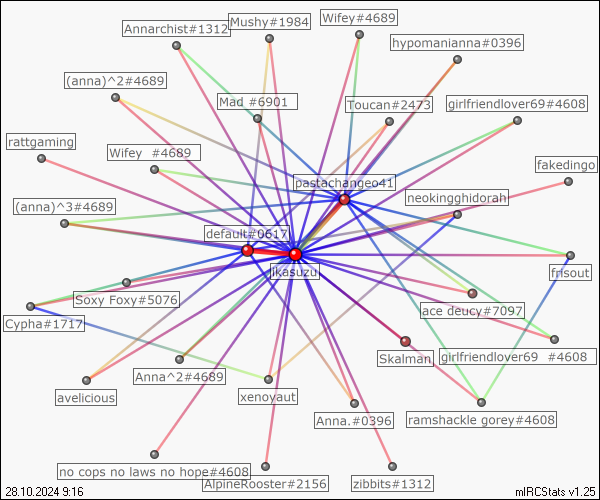 Annarchist#1312
Mushy#1984
Wifey#4689
hypomanianna#0396
(anna)^2#4689
Mad #6901
Toucan#2473
girlfriendlover69#4608
rattgaming
Wifey  #4689
fakedingo
pastachangeo41
neokingghidorah
(anna)^3#4689
default#0617
jkasuzu
frisout
Soxy Foxy#5076
ace deucy#7097
Cypha#1717
Skalman
girlfriendlover69  #4608
Anna^2#4689
avelicious
xenoyaut
Anna.#0396
ramshackle gorey#4608
no cops no laws no hope#4608
AlpineRooster#2156
zibbits#1312
28.10.2024 9:16
mIRCStats v1.25